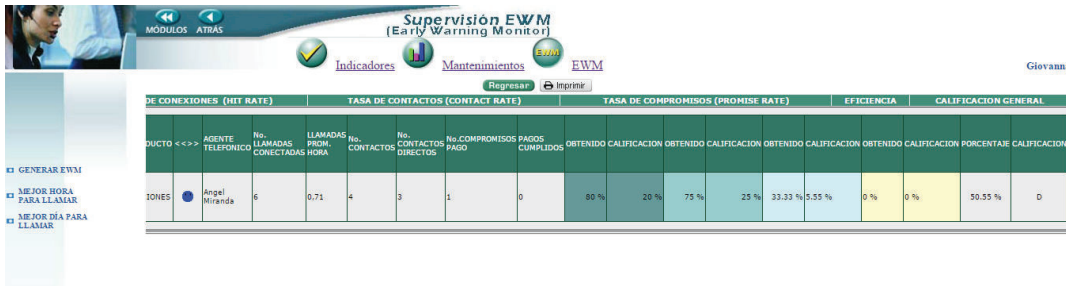 MÓDULOS ATRÁS
Supervisión EWM
(Early Warning Monitor)
Indicadores Mantenimientos EWM EWM
Giovann
Regresar Imprimir
DE CONEXIONES (HIT RATE) TASA DE CONTACTOS (CONTACT RATE) TASA DE COMPROMISOS (PROMISE RATE) EFICIENCIA CALIFICACION GENERAL
DUCTO <<>> AGENTE TELEFONICO No. LLAMADAS CONECTADAS LLAMADAS PROM. HORA No. CONTACTOS No. CONTACTOS DIRECTOS No.COMPROMISOS PAGO PAGOS CUMPLIDOS OBTENIDO CALIFICACION OBTENIDO CALIFICACION OBTENIDO CALIFICACION OBTENIDO CALIFICACION PORCENTAJE CALIFICACION
IONES Angel Miranda 6 0,71 4 3 1 0 80 % 20 % 75 % 25 % 33.33 % 5.55 % 0 % 0 % 50.55 % D
GENERAR EWM
MEJOR HORA
PARA LLAMAR
MEJOR DÍA PARA
LLAMAR